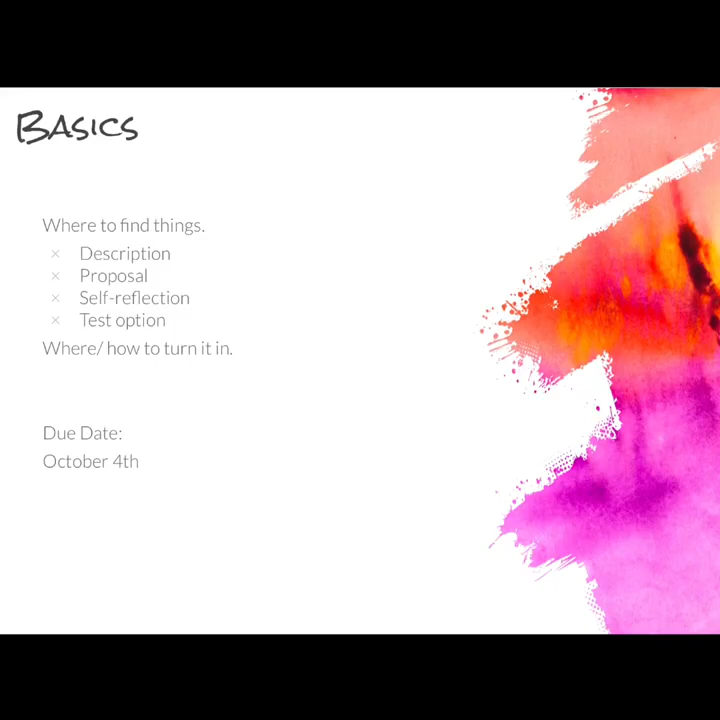 Basics
Where to find things.
× Description
× Proposal
× Self-reflection
× Test option
Where/ how to turn it in.
Due Date:
October 4th